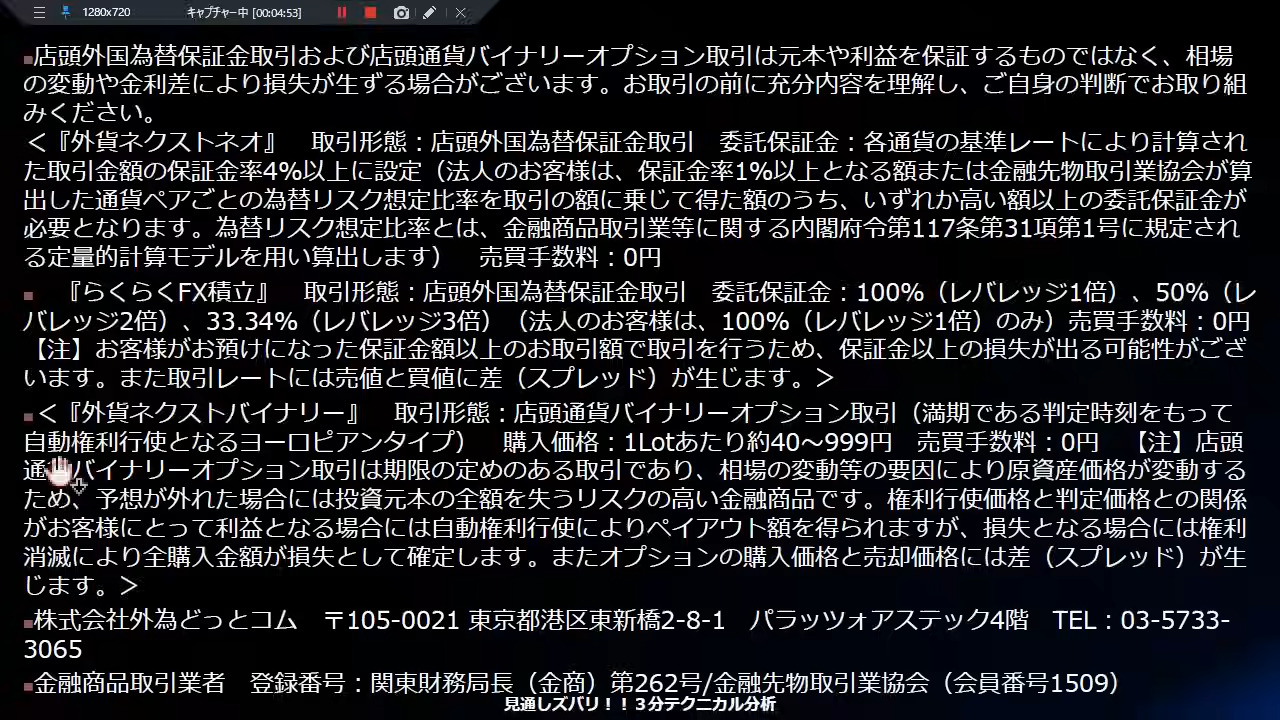 1280x720 キャプチャー中 [00:04:53]
■店頭外国為替保証金取引および店頭通貨バイナリーオプション取引は元本や利益を保証するものではなく、相場
の変動や金利差により損失が生ずる場合がございます。お取引の前に充分内容を理解し、ご自身の判断でお取り組
みください。
＜『外貨ネクストネオ』　取引形態：店頭外国為替保証金取引　委託保証金：各通貨の基準レートにより計算され
た取引金額の保証金率4%以上に設定（法人のお客様は、保証金率1%以上となる額または金融先物取引業協会が算
出した通貨ペアごとの為替リスク想定比率を取引の額に乗じて得た額のうち、いずれか高い額以上の委託保証金が
必要となります。為替リスク想定比率とは、金融商品取引業等に関する内閣府令第117条第31項第1号に規定され
る定量的計算モデルを用い算出します）　売買手数料：0円
■　『らくらくFX積立』　取引形態：店頭外国為替保証金取引　委託保証金：100%（レバレッジ1倍）、50%（レ
バレッジ2倍）、33.34%（レバレッジ3倍）（法人のお客様は、100%（レバレッジ1倍）のみ）売買手数料：0円
【注】お客様がお預けになった保証金額以上のお取引額で取引を行うため、保証金以上の損失が出る可能性がござ
います。また取引レートには売値と買値に差（スプレッド）が生じます。＞
■＜『外貨ネクストバイナリー』　取引形態：店頭通貨バイナリーオプション取引（満期である判定時刻をもって
自動権利行使となるヨーロピアンタイプ）　購入価格：1Lotあたり約40～999円　売買手数料：0円　【注】店頭
通バイナリーオプション取引は期限の定めのある取引であり、相場の変動等の要因により原資産価格が変動する
ため、予想が外れた場合には投資元本の全額を失うリスクの高い金融商品です。権利行使価格と判定価格との関係
がお客様にとって利益となる場合には自動権利行使によりペイアウト額を得られますが、損失となる場合には権利
消滅により全購入金額が損失として確定します。またオプションの購入価格と売却価格には差（スプレッド）が生
じます。＞
■株式会社外為どっとコム　〒105-0021 東京都港区東新橋2-8-1　パラッツォアステック4階　TEL：03-5733-
3065
■金融商品取引業者　登録番号：関東財務局長（金商）第262号/金融先物取引業協会（会員番号1509）
見通しズバリ！！３分テクニカル分析